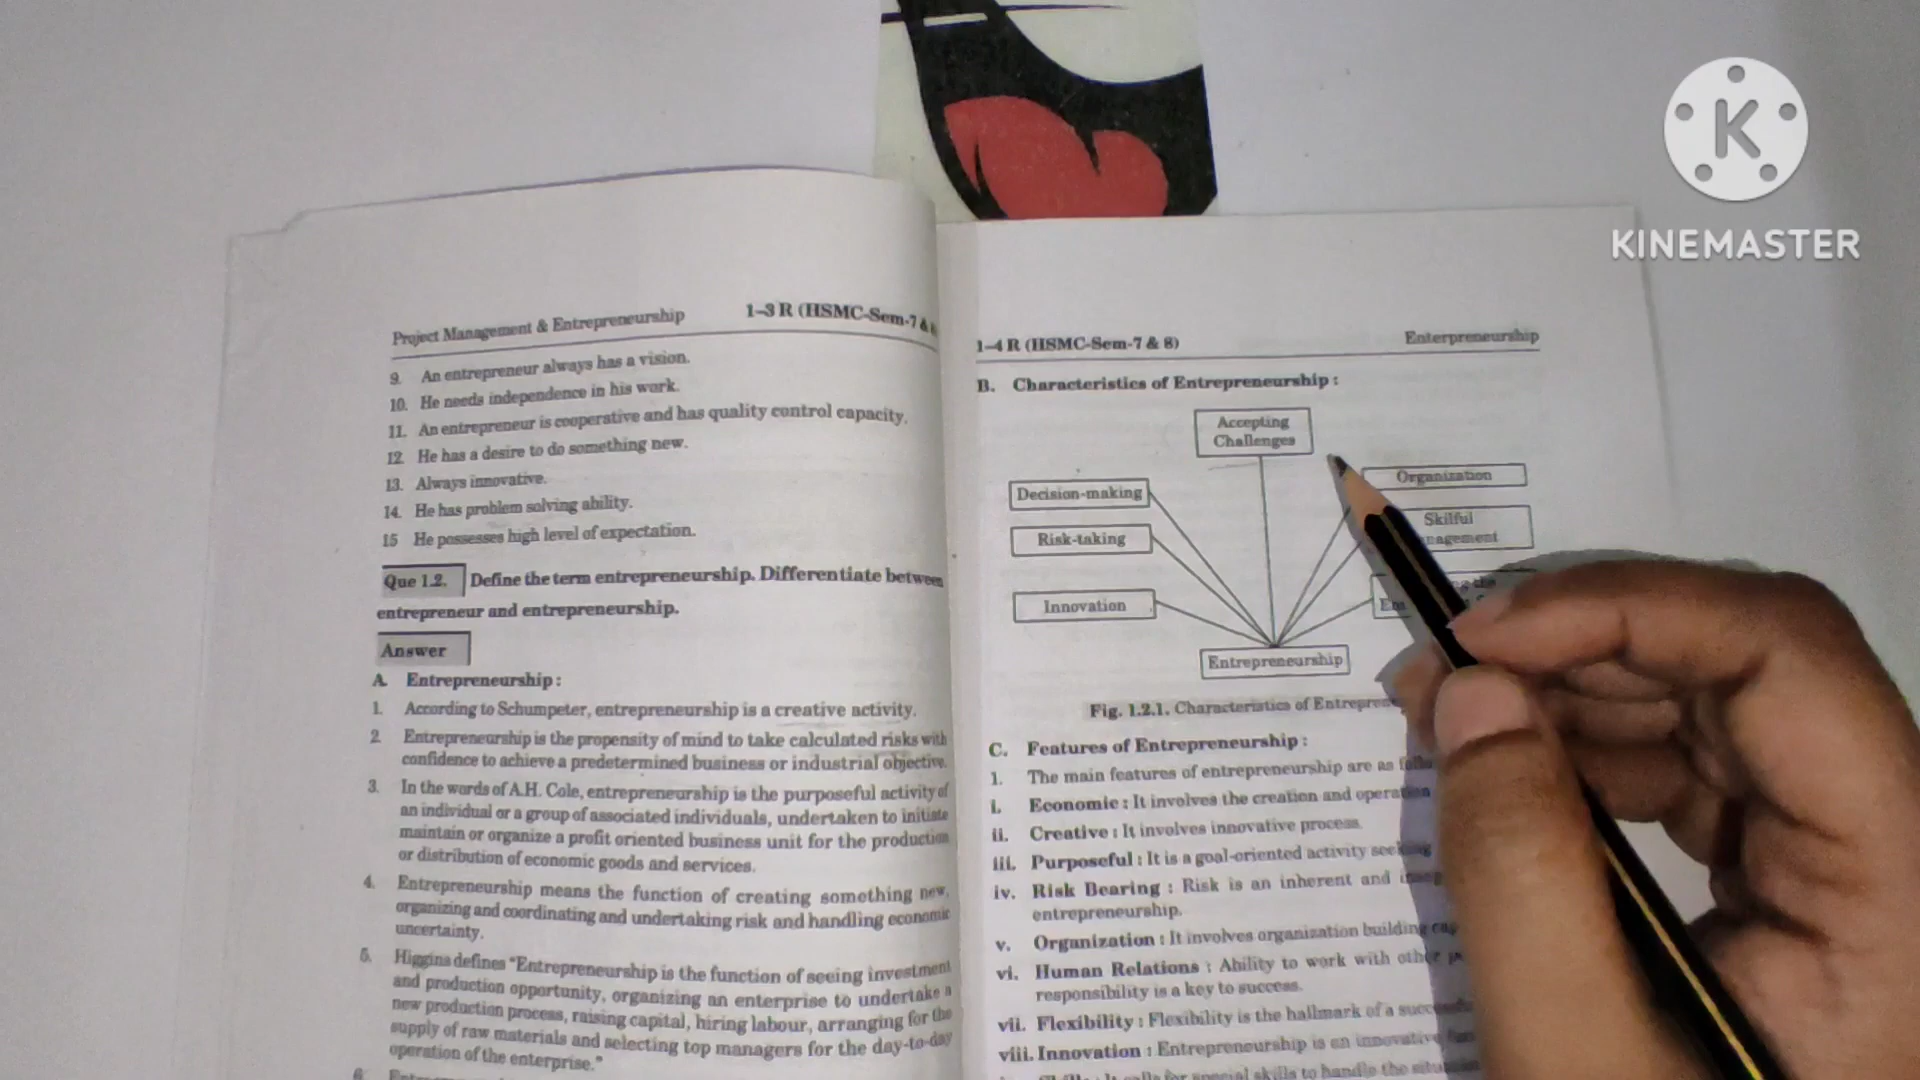 K
KINEMASTER
Project Management & Entrepreneurship 1–3 R (HSMC-Sem-7 &
9. An entrepreneur always has a vision.
10. He needs independence in his work.
11. An entrepreneur is cooperative and has quality control capacity.
12. He has a desire to do something new.
13. Always innovative.
14. He has problem solving ability.
15 He possesses high level of expectation.
Que 1.2. Define the term entrepreneurship. Differentiate between
entrepreneur and entrepreneurship.
Answer
A. Entrepreneurship :
1. According to Schumpeter, entrepreneurship is a creative activity.
2. Entrepreneurship is the propensity of mind to take calculated risks with
confidence to achieve a predetermined business or industrial objective.
3. In the words of A.H. Cole, entrepreneurship is the purposeful activity of
an individual or a group of associated individuals, undertaken to initiate
maintain or organize a profit oriented business unit for the production
or distribution of economic goods and services.
4. Entrepreneurship means the function of creating something new,
organizing and coordinating and undertaking risk and handling economic
uncertainty.
5. Higgins defines "Entrepreneurship is the function of seeing investment
and production opportunity, organizing an enterprise to undertake a
new production process, raising capital, hiring labour, arranging for the
supply of raw materials and selecting top managers for the day-to-day
operation of the enterprise."
6.
1–4 R (HSMC-Sem-7 & 8) Enterpreneurship
B. Characteristics of Entrepreneurship :
Accepting
Challenges
Decision-making
Organization
Risk-taking
Skilful
Innovation
Entrepreneurship
Fig. 1.2.1. Characteristics of
C. Features of Entrepreneurship :
1. The main features of entrepreneurship are as
i. Economic : It involves the creation and operation
ii. Creative : It involves innovative process.
iii. Purposeful : It is a goal-oriented activity
iv. Risk Bearing : Risk is an inherent and
entrepreneurship.
v. Organization : It involves organization building
vi. Human Relations : Ability to work with other
responsibility is a key to success.
vii. Flexibility : Flexibility is the hallmark of a
viii. Innovation : Entrepreneurship is an innovative
special skills to handle the